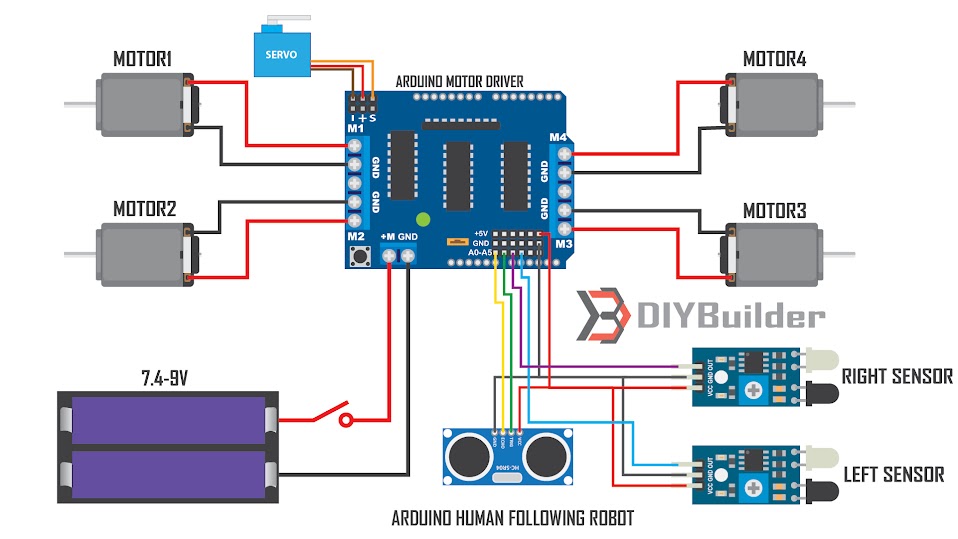 SERVO
MOTOR1
MOTOR4
ARDUINO MOTOR DRIVER
I + S
M1
M4
GND
GND
GND
GND
MOTOR2
MOTOR3
M2
+M GND
+5V
GND
A0-A5
M3
DIYBuilder
7.4-9V
VCC GND OUT
RIGHT SENSOR
GND
ECHO
TRIG
VCC
HC-SR04
VCC GND OUT
LEFT SENSOR
ARDUINO HUMAN FOLLOWING ROBOT